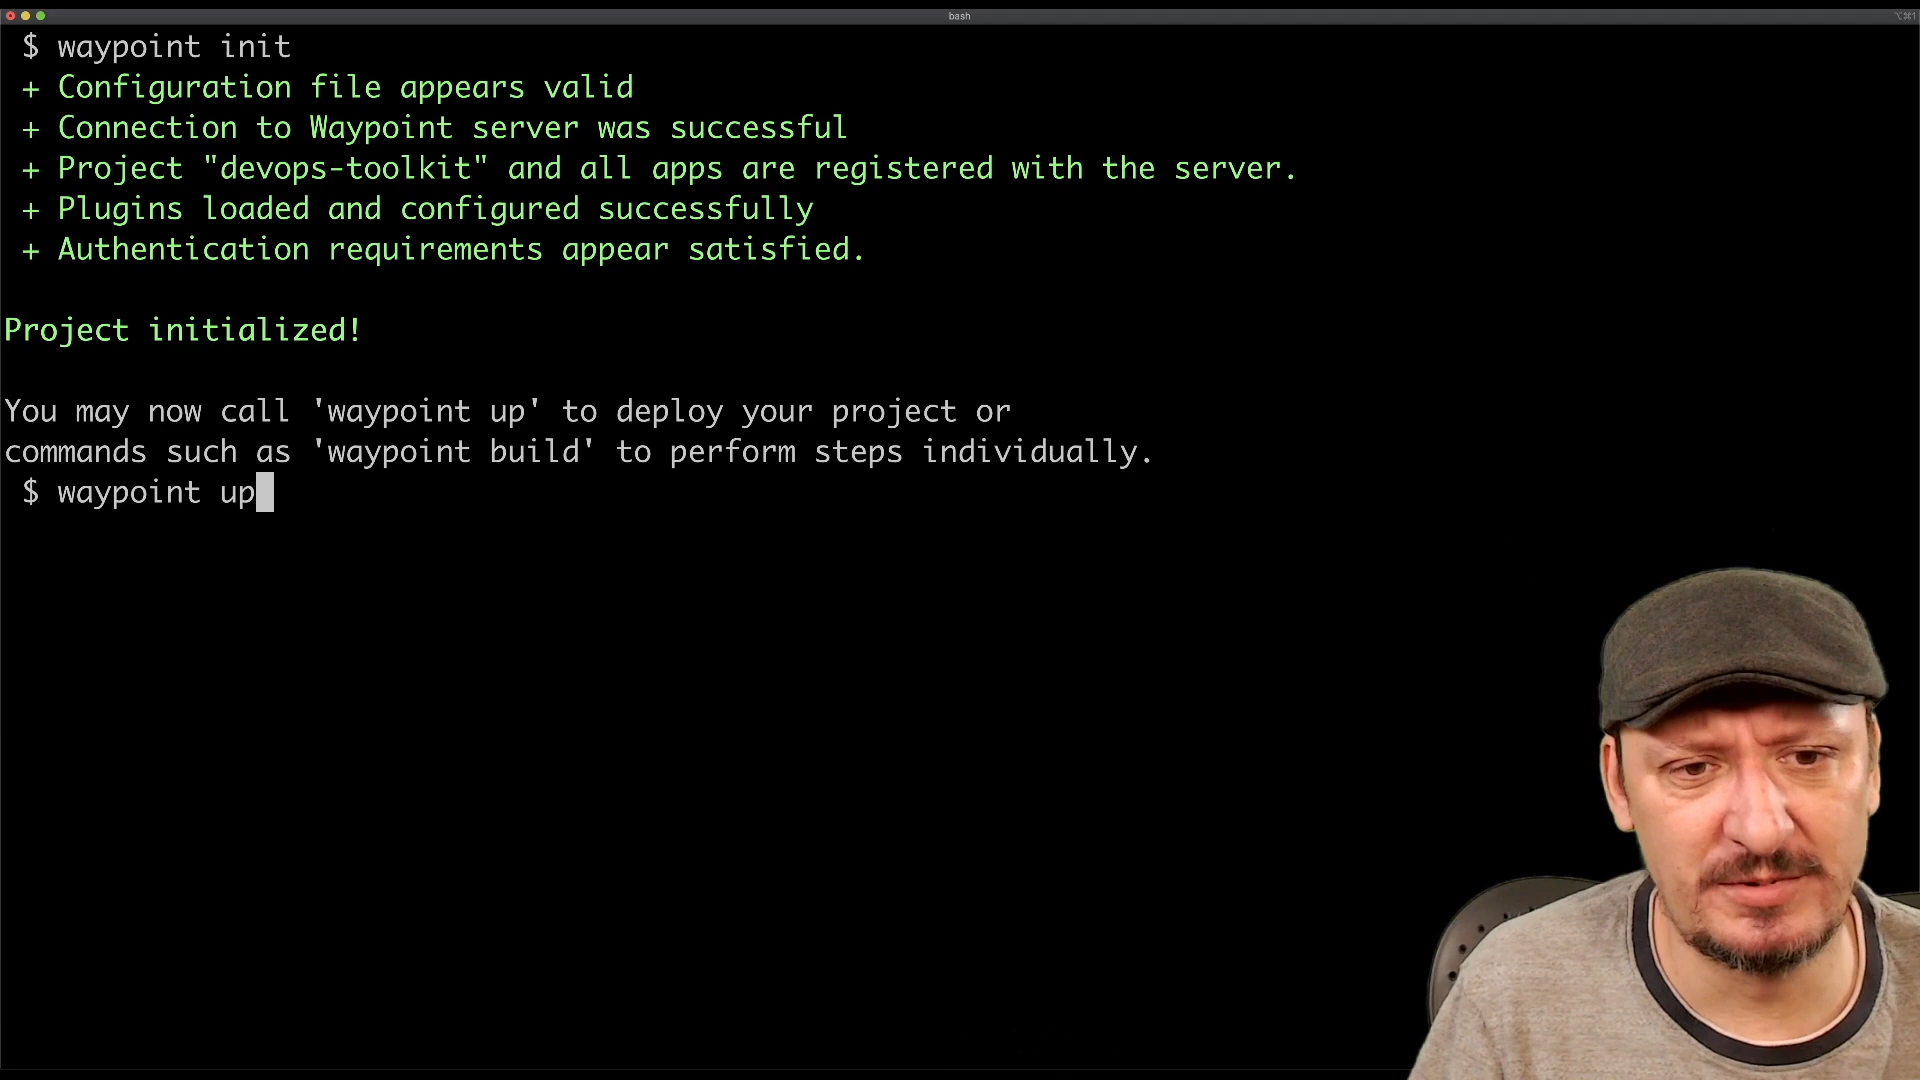 bash
$ waypoint init
+ Configuration file appears valid
+ Connection to Waypoint server was successful
+ Project "devops-toolkit" and all apps are registered with the server.
+ Plugins loaded and configured successfully
+ Authentication requirements appear satisfied.
Project initialized!
You may now call 'waypoint up' to deploy your project or
commands such as 'waypoint build' to perform steps individually.
$ waypoint up